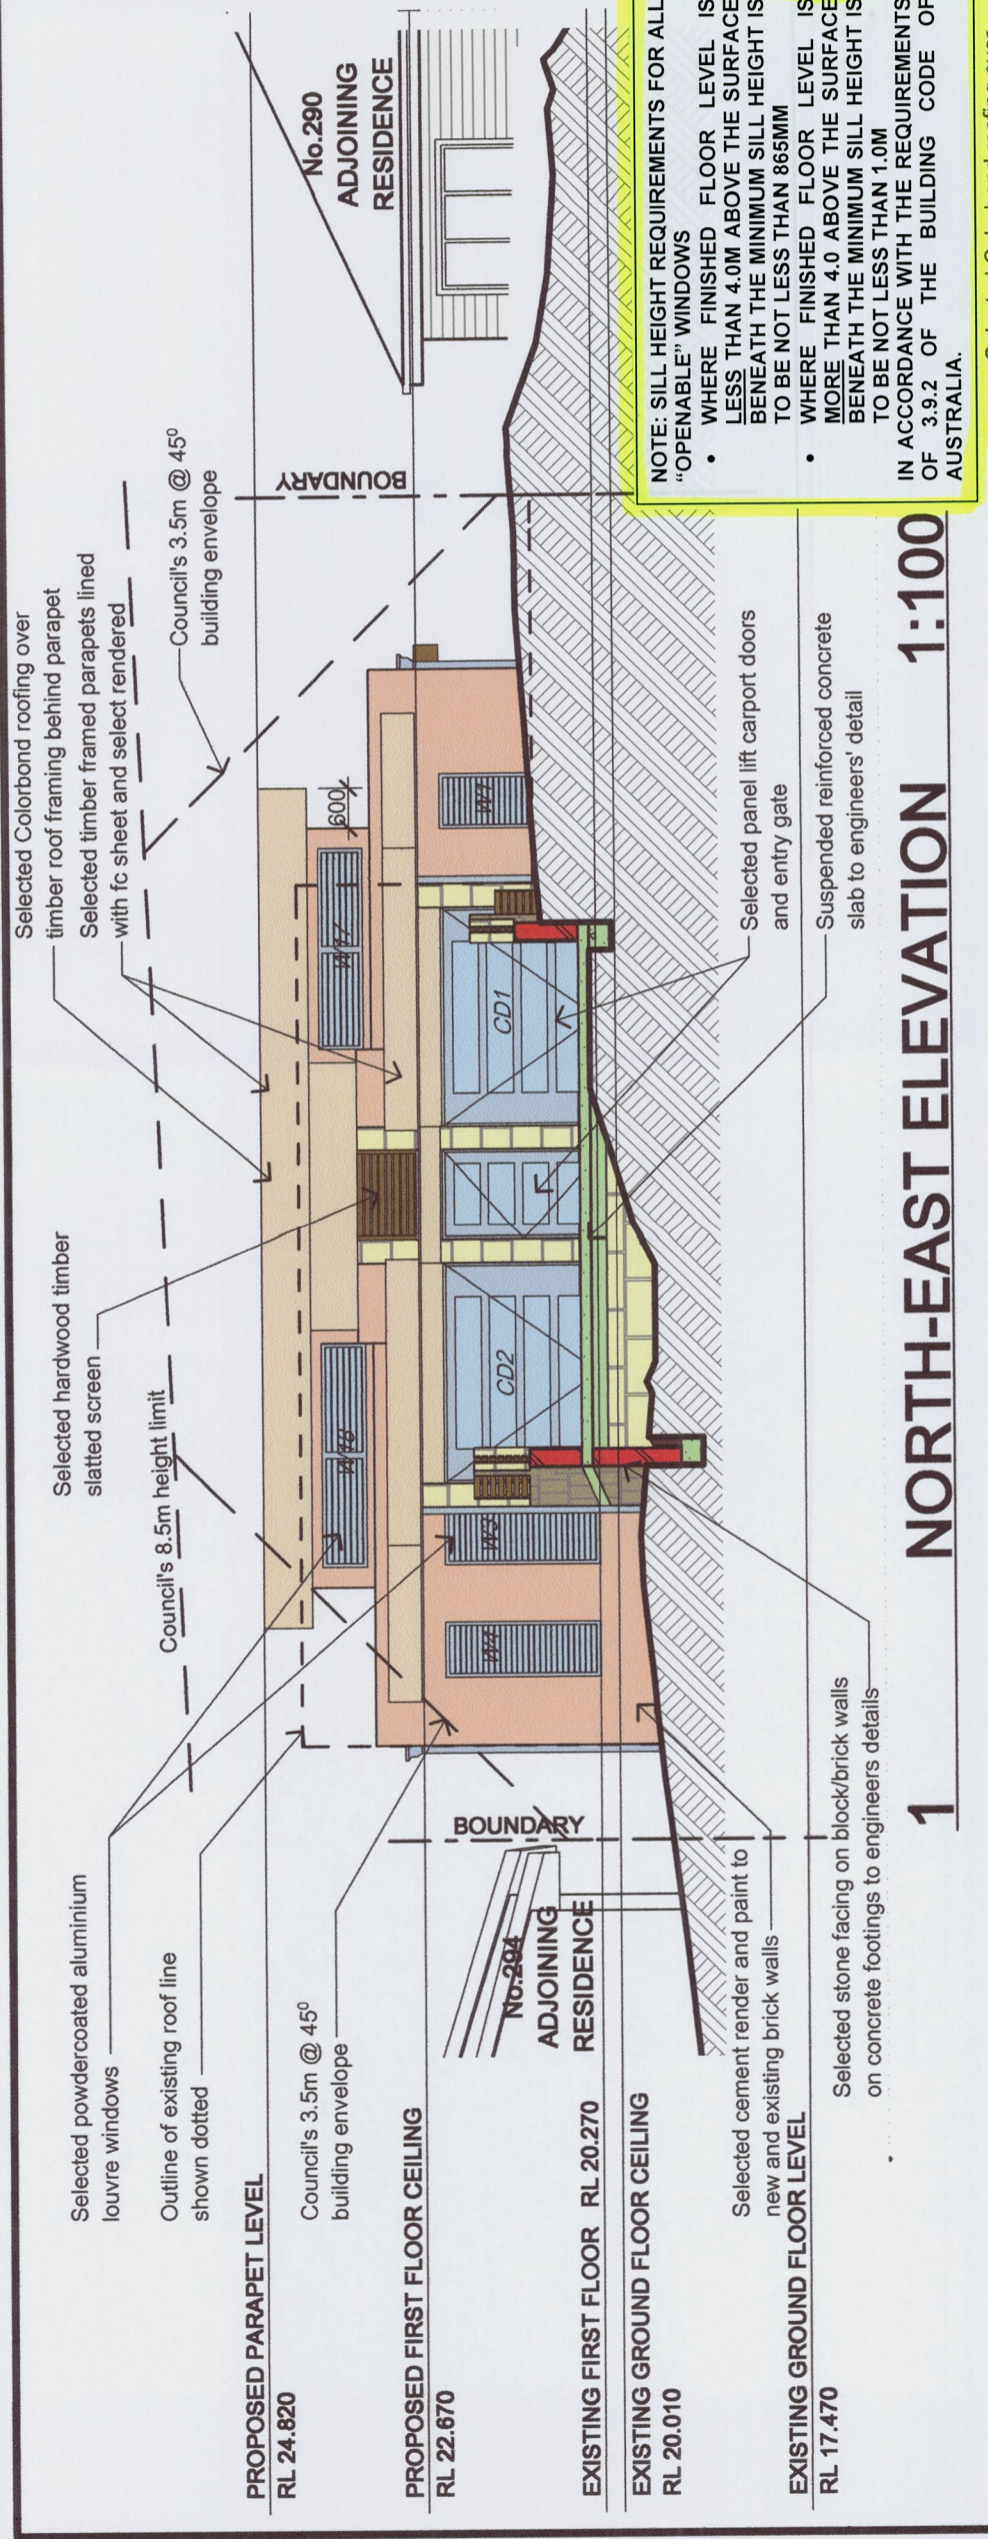 Selected Colorbond roofing over
timber roof framing behind parapet
Selected timber framed parapets lined
with fc sheet and select rendered
Council's 3.5m @ 45⁰
building envelope
BOUNDARY
No.290
ADJOINING
RESIDENCE
Selected hardwood timber
slatted screen
Council's 8.5m height limit
Selected powdercoated aluminium
louvre windows
Outline of existing roof line
shown dotted
Council's 3.5m @ 45⁰
building envelope
PROPOSED PARAPET LEVEL
RL 24.820
PROPOSED FIRST FLOOR CEILING
RL 22.670
EXISTING FIRST FLOOR RL 20.270
EXISTING GROUND FLOOR CEILING
RL 20.010
EXISTING GROUND FLOOR LEVEL
RL 17.470
No.294
ADJOINING
RESIDENCE
BOUNDARY
W4
W3
W18
CD2
CD1
W17
600
W1
Selected cement render and paint to
new and existing brick walls
Selected stone facing on block/brick walls
on concrete footings to engineers details
Selected panel lift carport doors
and entry gate
Suspended reinforced concrete
slab to engineers' detail
1 NORTH-EAST ELEVATION 1:100
NOTE: SILL HEIGHT REQUIREMENTS FOR ALL
"OPENABLE" WINDOWS
• WHERE FINISHED FLOOR LEVEL IS
LESS THAN 4.0M ABOVE THE SURFACE
BENEATH THE MINIMUM SILL HEIGHT IS
TO BE NOT LESS THAN 865MM
• WHERE FINISHED FLOOR LEVEL IS
MORE THAN 4.0 ABOVE THE SURFACE
BENEATH THE MINIMUM SILL HEIGHT IS
TO BE NOT LESS THAN 1.0M
IN ACCORDANCE WITH THE REQUIREMENTS
OF 3.9.2 OF THE BUILDING CODE OF
AUSTRALIA.